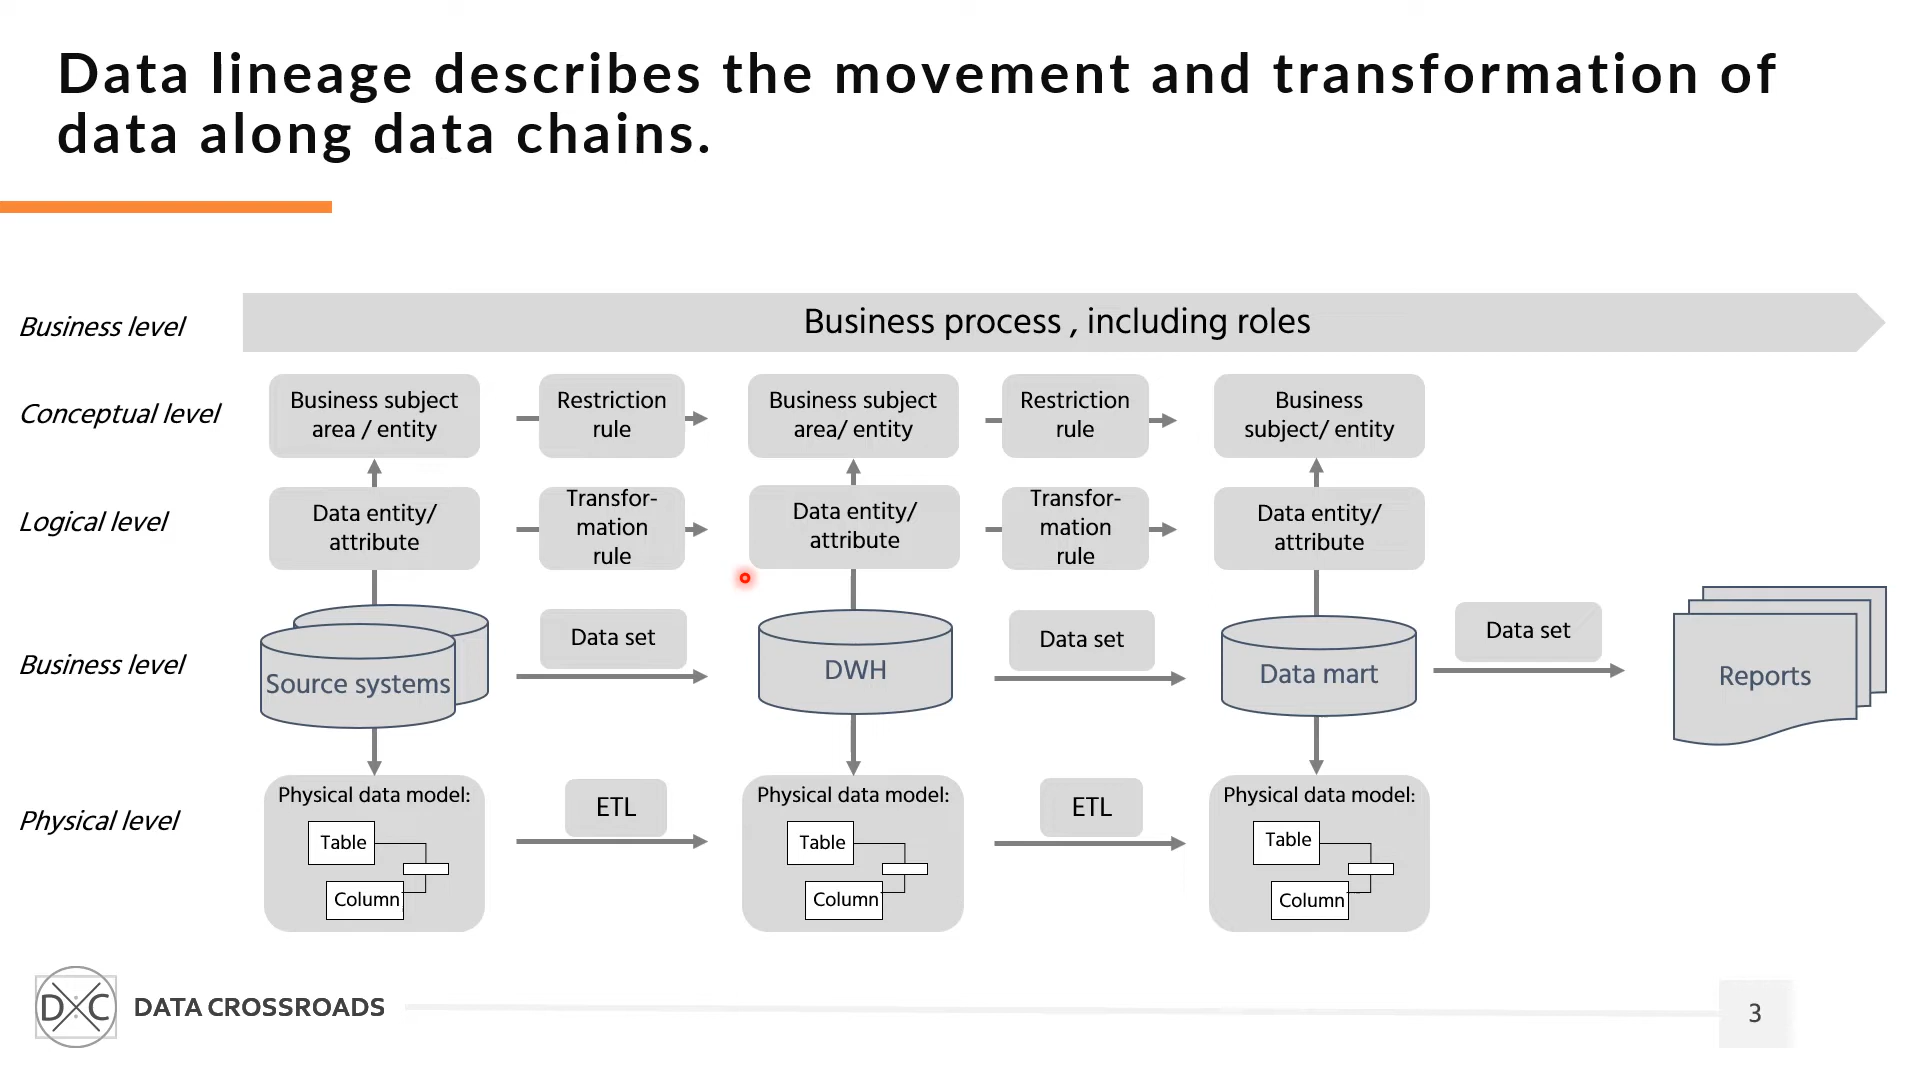 Data lineage describes the movement and transformation of
data along data chains.
Business level
Business process , including roles
Conceptual level
Business subject
area / entity
Restriction
rule
Business subject
area/ entity
Restriction
rule
Business
subject/ entity
Logical level
Data entity/
attribute
Transfor-
mation
rule
Data entity/
attribute
Transfor-
mation
rule
Data entity/
attribute
Business level
Source systems
Data set
DWH
Data set
Data mart
Data set
Reports
Physical level
Physical data model:
Table
Column
ETL
Physical data model:
Table
Column
ETL
Physical data model:
Table
Column
D C
DATA CROSSROADS
3